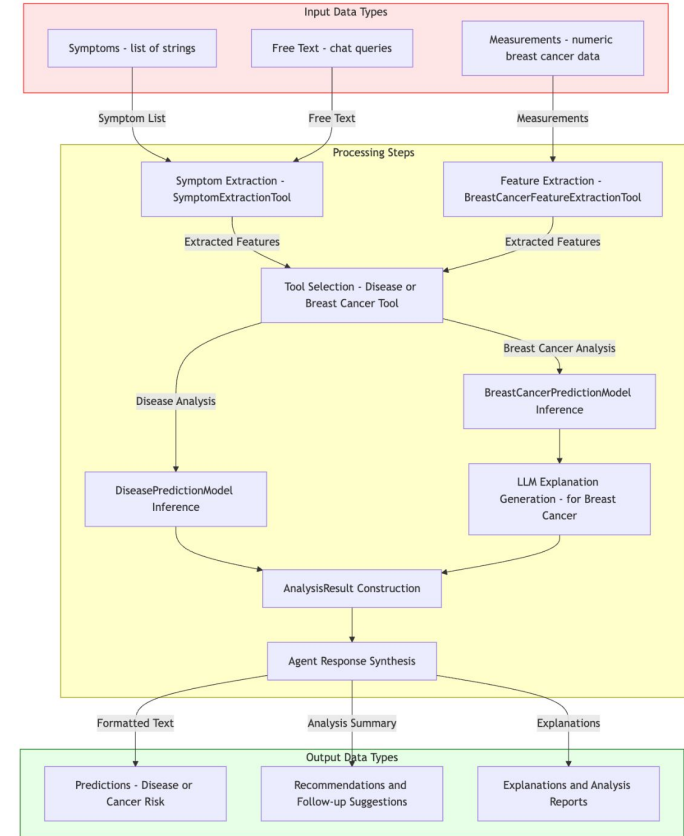 Input Data Types
Symptoms - list of strings
Free Text - chat queries
Measurements - numeric
breast cancer data
Symptom List
Free Text
Measurements
Processing Steps
Symptom Extraction -
SymptomExtractionTool
Feature Extraction -
BreastCancerFeatureExtractionTool
Extracted Features
Extracted Features
Tool Selection - Disease or
Breast Cancer Tool
Breast Cancer Analysis
Disease Analysis
BreastCancerPredictionModel
Inference
DiseasePredictionModel
Inference
LLM Explanation
Generation - for Breast
Cancer
AnalysisResult Construction
Agent Response Synthesis
Formatted Text
Analysis Summary
Explanations
Output Data Types
Predictions - Disease or
Cancer Risk
Recommendations and
Follow-up Suggestions
Explanations and Analysis
Reports